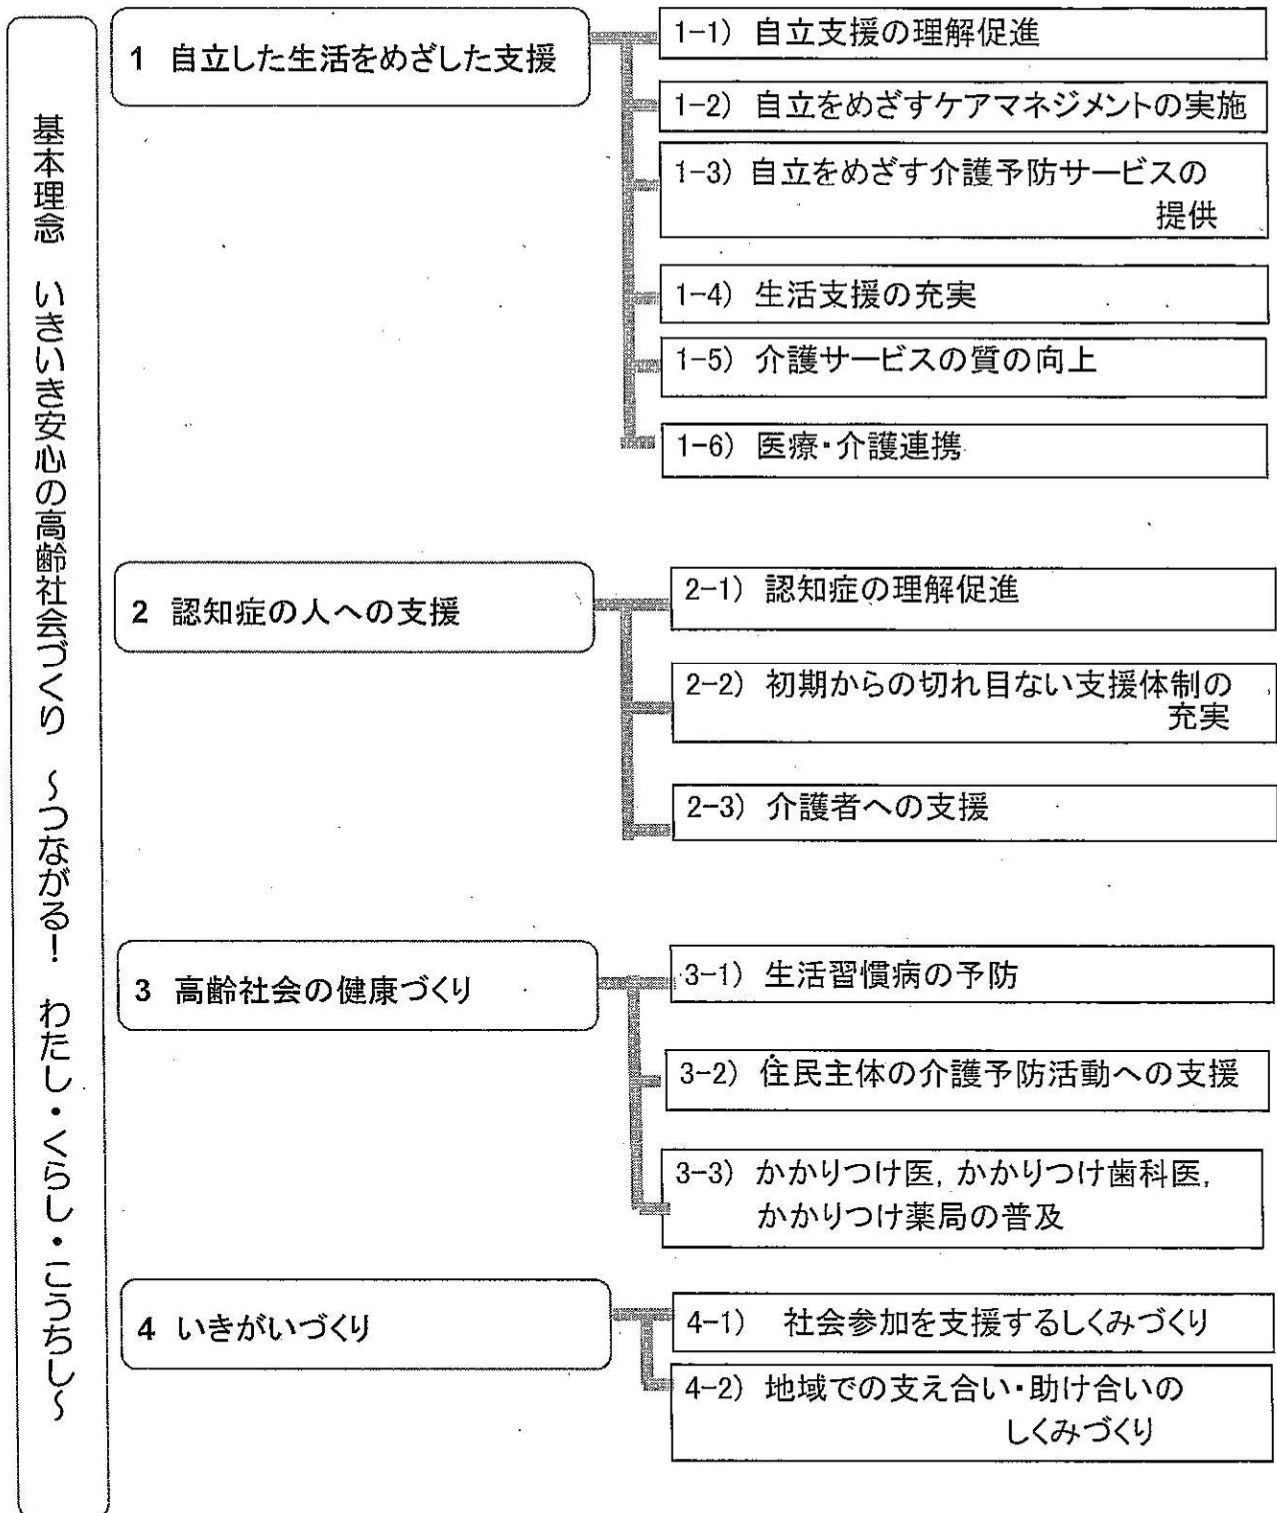 基本理念　いきいき安心の高齢社会づくり　～つながる！　わたし・くらし・こうちし～
1 自立した生活をめざした支援
1-1) 自立支援の理解促進
1-2) 自立をめざすケアマネジメントの実施
1-3) 自立をめざす介護予防サービスの
提供
1-4) 生活支援の充実
1-5) 介護サービスの質の向上
1-6) 医療・介護連携
2 認知症の人への支援
2-1) 認知症の理解促進
2-2) 初期からの切れ目ない支援体制の
充実
2-3) 介護者への支援
3 高齢社会の健康づくり
3-1) 生活習慣病の予防
3-2) 住民主体の介護予防活動への支援
3-3) かかりつけ医, かかりつけ歯科医,
かかりつけ薬局の普及
4 いきがいづくり
4-1) 社会参加を支援するしくみづくり
4-2) 地域での支え合い・助け合いの
しくみづくり